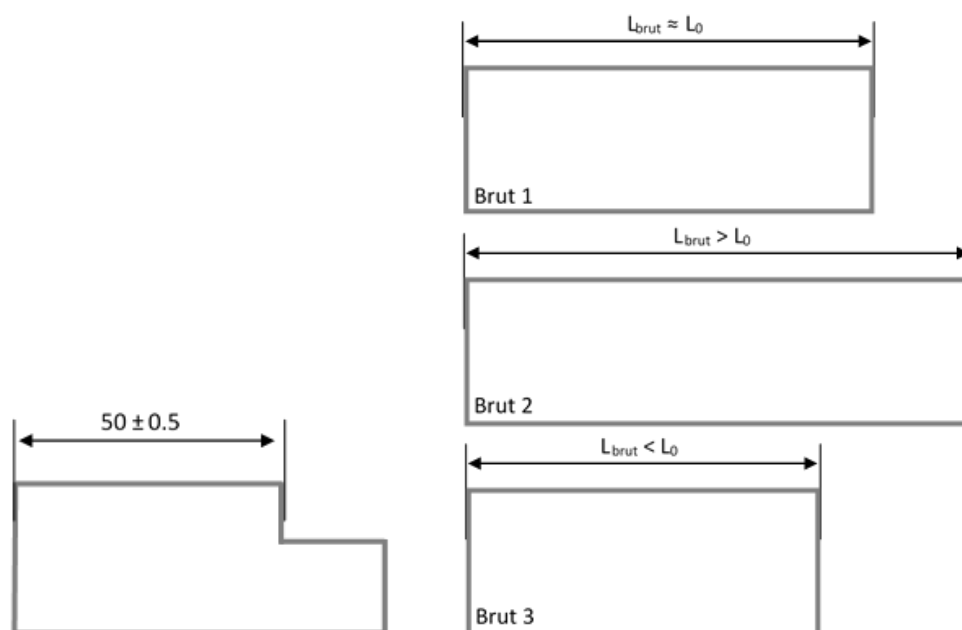 L_brut ≈ L_0
Brut 1
L_brut > L_0
Brut 2
50 ± 0.5
L_brut < L_0
Brut 3